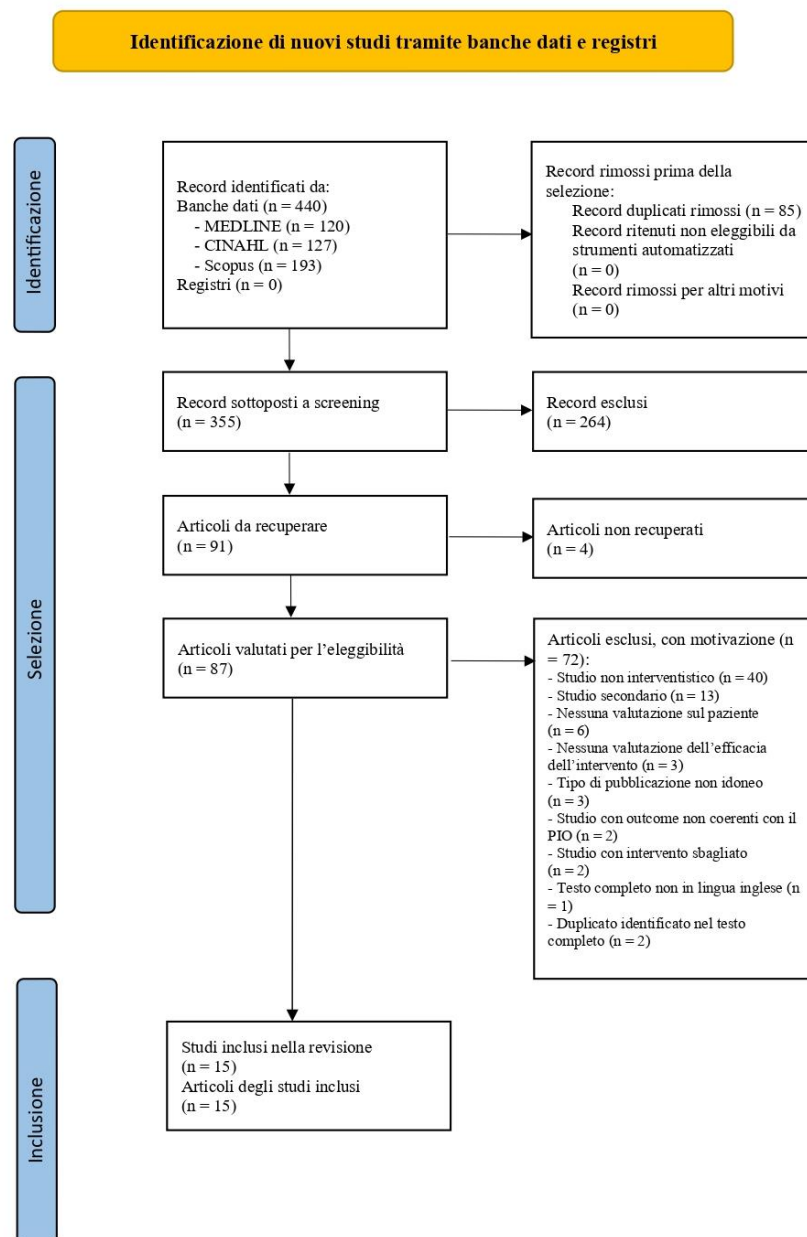 Identificazione di nuovi studi tramite banche dati e registri
Identificazione
Record identificati da:
Banche dati (n = 440)
- MEDLINE (n = 120)
- CINAHL (n = 127)
- Scopus (n = 193)
Registri (n = 0)
Record rimossi prima della
selezione:
Record duplicati rimossi (n = 85)
Record ritenuti non eleggibili da
strumenti automatizzati
(n = 0)
Record rimossi per altri motivi
(n = 0)
Selezione
Record sottoposti a screening
(n = 355)
Record esclusi
(n = 264)
Articoli da recuperare
(n = 91)
Articoli non recuperati
(n = 4)
Articoli valutati per l’eleggibilità
(n = 87)
Articoli esclusi, con motivazione (n
= 72):
- Studio non interventistico (n = 40)
- Studio secondario (n = 13)
- Nessuna valutazione sul paziente
(n = 6)
- Nessuna valutazione dell’efficacia
dell’intervento (n = 3)
- Tipo di pubblicazione non idoneo
(n = 3)
- Studio con outcome non coerenti con il
PIO (n = 2)
- Studio con intervento sbagliato
(n = 2)
- Testo completo non in lingua inglese (n
= 1)
- Duplicato identificato nel testo
completo (n = 2)
Inclusione
Studi inclusi nella revisione
(n = 15)
Articoli degli studi inclusi
(n = 15)